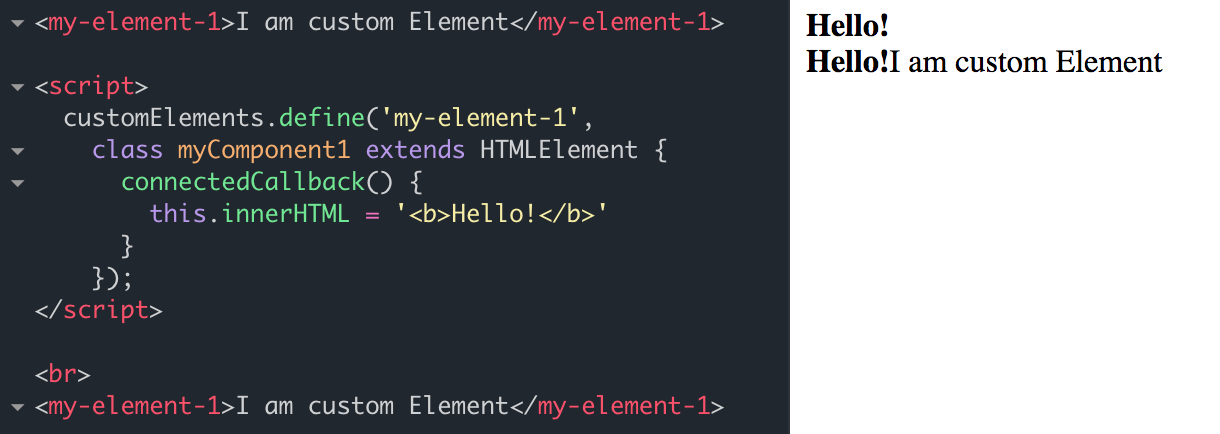 <my-element-1>I am custom Element</my-element-1>
<script>
customElements.define('my-element-1',
class myComponent1 extends HTMLElement {
connectedCallback() {
this.innerHTML = '<b>Hello!</b>'
}
});
</script>
<br>
<my-element-1>I am custom Element</my-element-1>
Hello!
Hello!I am custom Element